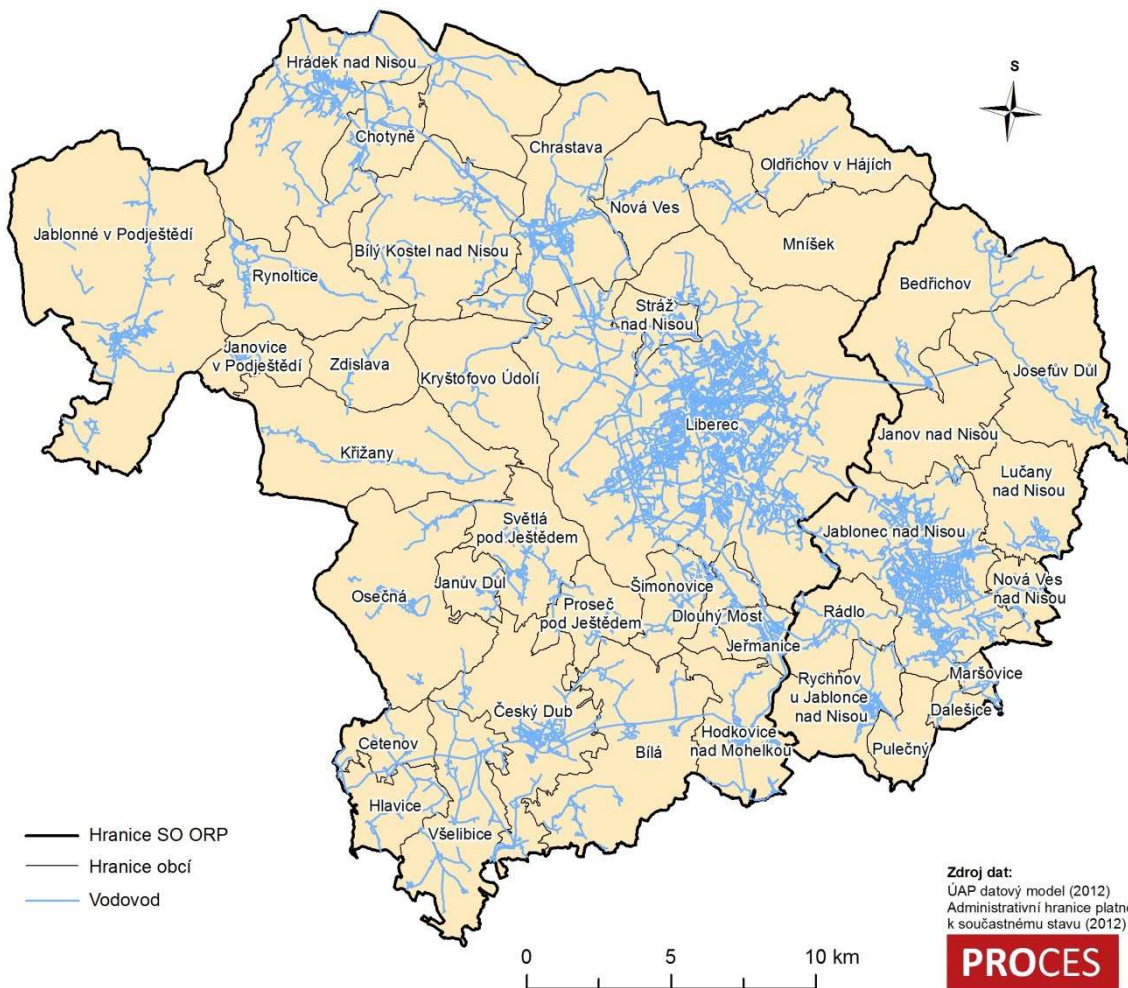 Hrádek nad Nisou
S
Chotyně
Chrastava
Oldřichov v Hájích
Nová Ves
Jablonné v Podještědí
Bílý Kostel nad Nisou
Mníšek
Rynoltice
Bedřichov
Stráž
nad Nisou
Janovice
v Podještědí
Zdislava
Kryštofovo Údolí
Josefův Důl
Liberec
Janov nad Nisou
Křižany
Lučany
nad Nisou
Světlá
pod Ještědem
Jablonec nad Nisou
Osečná
Janův Důl
Šimonovice
Nová Ves
nad Nisou
Proseč
pod Ještědem
Dlouhý Most
Rádlo
Jeřmanice
Maršovice
Rychnov
u Jablonce
nad Nisou
Dalešice
Český Dub
Hodkovice
nad Mohelkou
Bílá
Pulečný
Cetenov
Hlavice
Všelibice
Hranice SO ORP
Hranice obcí
Vodovod
Zdroj dat:
ÚAP datový model (2012)
Administrativní hranice platné
k součastnému stavu (2012)
0 5 10 km
PROCES